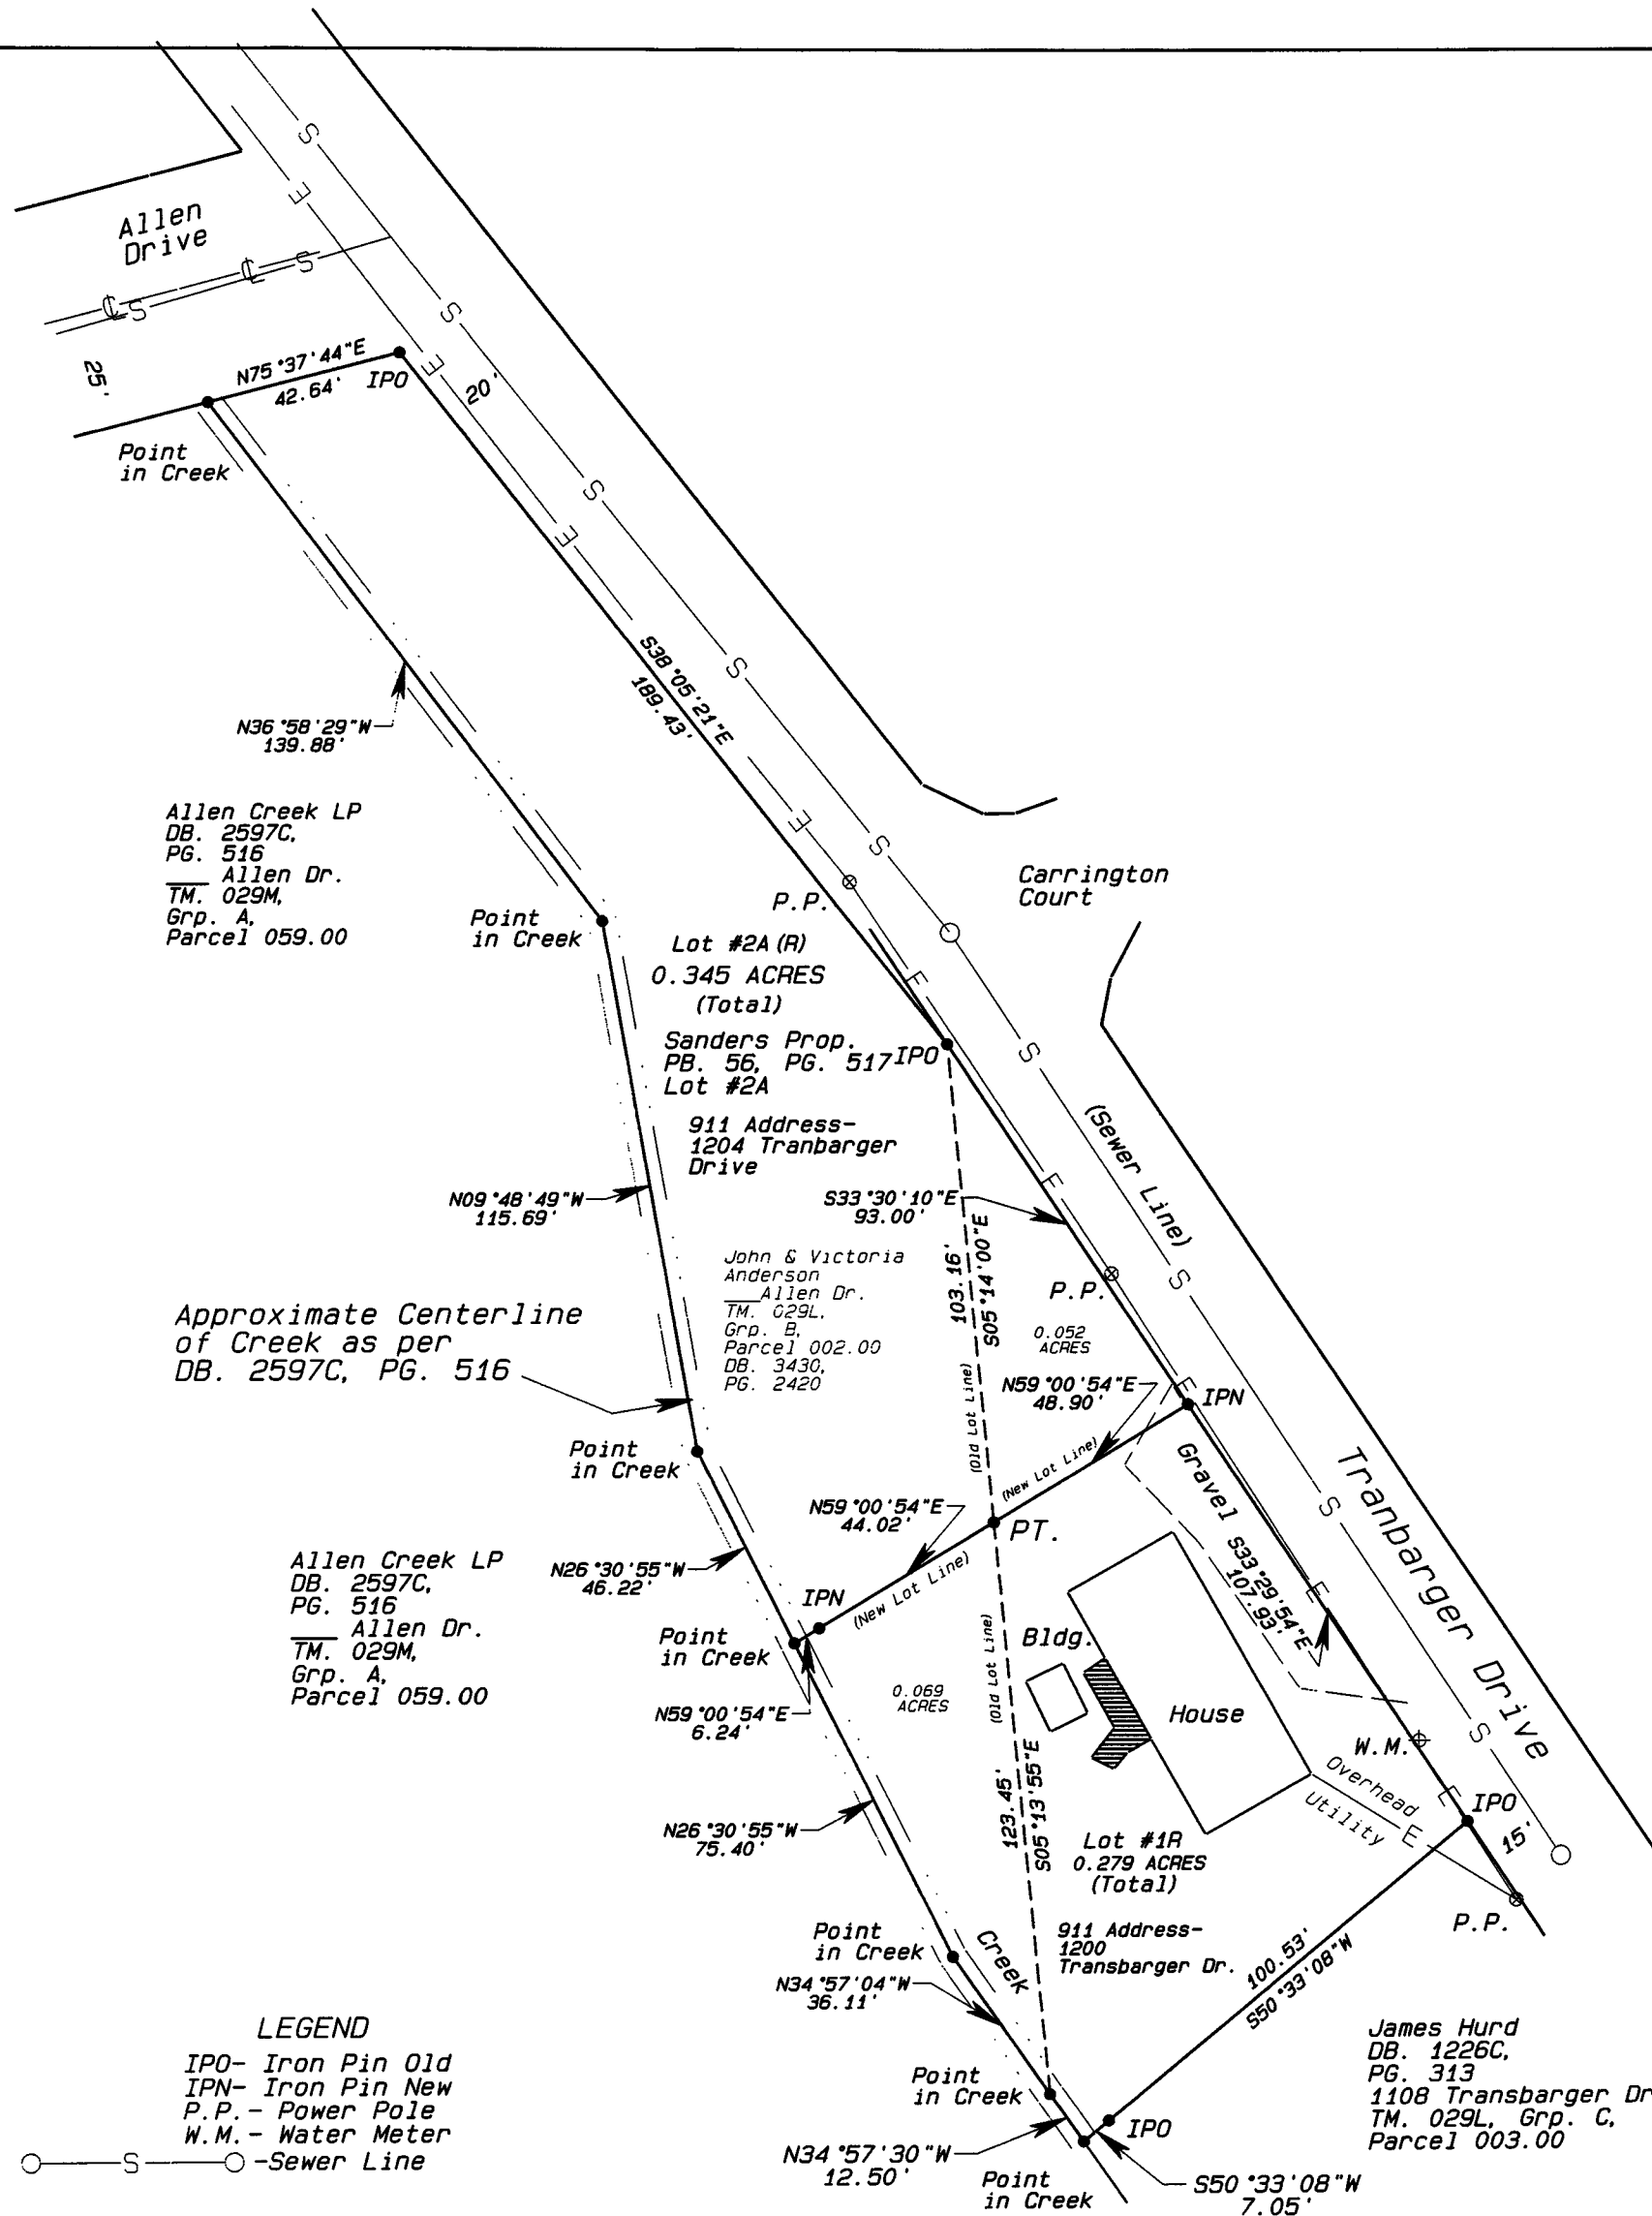 Allen
Drive
25'
N75°37'44"E
42.64'
IPO
20'
Point
in Creek
S38°05'21"E
189.43'
N36°58'29"W
139.88'
Allen Creek LP
DB. 2597C,
PG. 516
___ Allen Dr.
TM. 029M,
Grp. A,
Parcel 059.00
Point
in Creek
P.P.
Carrington
Court
Lot #2A (R)
0.345 ACRES
(Total)
Sanders Prop.
PB. 56, PG. 517
Lot #2A
IPO
911 Address-
1204 Tranbarger
Drive
(Sewer Line)
N09°48'49"W
115.69'
S33°30'10"E
93.00'
103.16'
S05°14'00"E
John & Victoria
Anderson
___Allen Dr.
TM. 029L,
Grp. B,
Parcel 002.00
DB. 3430,
PG. 2420
P.P.
0.052
ACRES
Approximate Centerline
of Creek as per
DB. 2597C, PG. 516
(Old Lot Line)
N59°00'54"E
48.90'
IPN
(New Lot Line)
Point
in Creek
Gravel
Tranbarger Drive
N59°00'54"E
44.02'
PT.
S33°29'54"E
107.93'
Allen Creek LP
DB. 2597C,
PG. 516
___ Allen Dr.
TM. 029M,
Grp. A,
Parcel 059.00
N26°30'55"W
46.22'
IPN
(New Lot Line)
Point
in Creek
(Old Lot Line)
Bldg.
0.069
ACRES
House
N59°00'54"E
6.24'
W.M.
Overhead
Utility
IPO
15'
N26°30'55"W
75.40'
123.45'
S05°13'55"E
Lot #1R
0.279 ACRES
(Total)
P.P.
911 Address-
1200
Transbarger Dr.
Point
in Creek
Creek
100.53'
S50°33'08"W
N34°57'04"W
36.11'
James Hurd
DB. 1226C,
PG. 313
1108 Transbarger Dr
TM. 029L, Grp. C,
Parcel 003.00
Point
in Creek
IPO
N34°57'30"W
12.50'
Point
in Creek
S50°33'08"W
7.05'
LEGEND
IPO- Iron Pin Old
IPN- Iron Pin New
P.P.- Power Pole
W.M.- Water Meter
S -Sewer Line